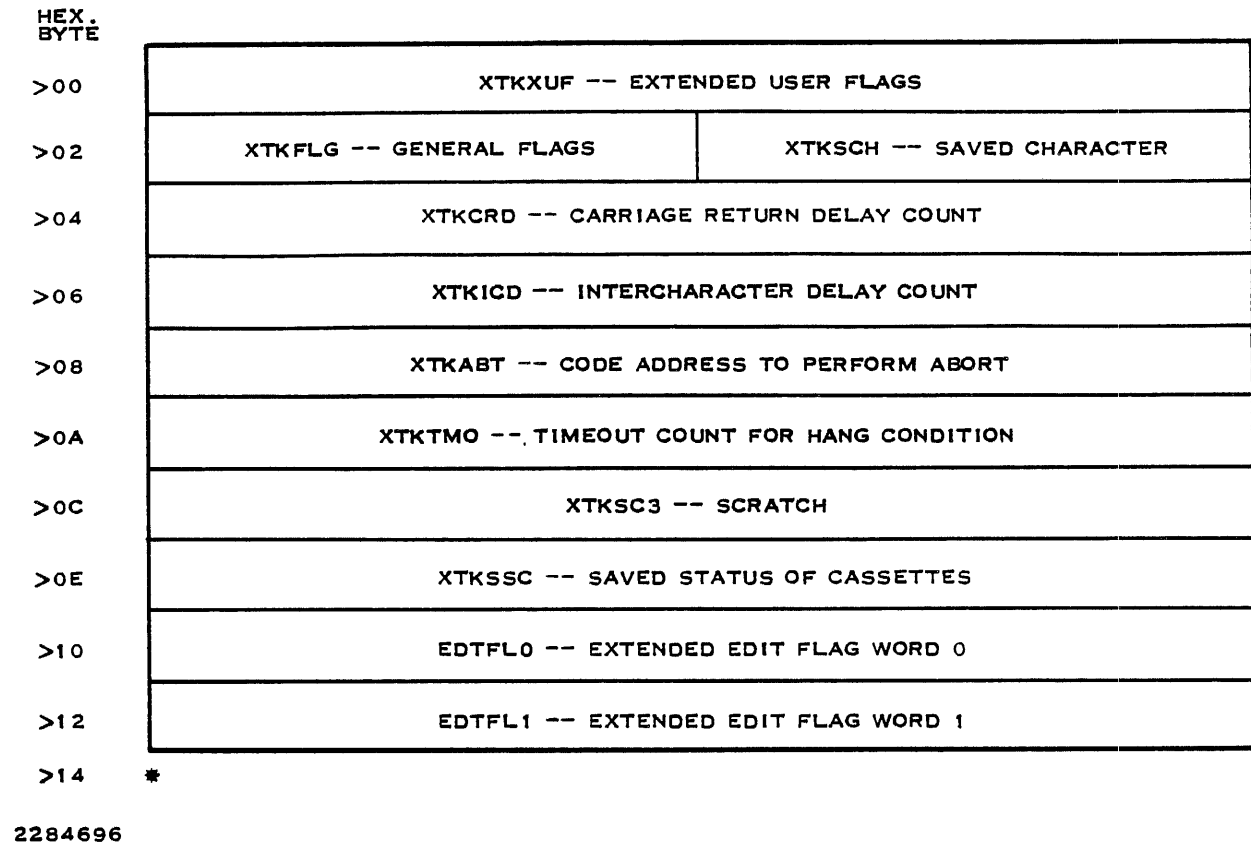 HEX.
BYTE
>00 XTKXUF -- EXTENDED USER FLAGS
>02 XTKFLG -- GENERAL FLAGS XTKSCH -- SAVED CHARACTER
>04 XTKCRD -- CARRIAGE RETURN DELAY COUNT
>06 XTKICD -- INTERCHARACTER DELAY COUNT
>08 XTKABT -- CODE ADDRESS TO PERFORM ABORT
>0A XTKTMO -- TIMEOUT COUNT FOR HANG CONDITION
>0C XTKSC3 -- SCRATCH
>0E XTKSSC -- SAVED STATUS OF CASSETTES
>10 EDTFL0 -- EXTENDED EDIT FLAG WORD 0
>12 EDTFL1 -- EXTENDED EDIT FLAG WORD 1
>14 *
2284696